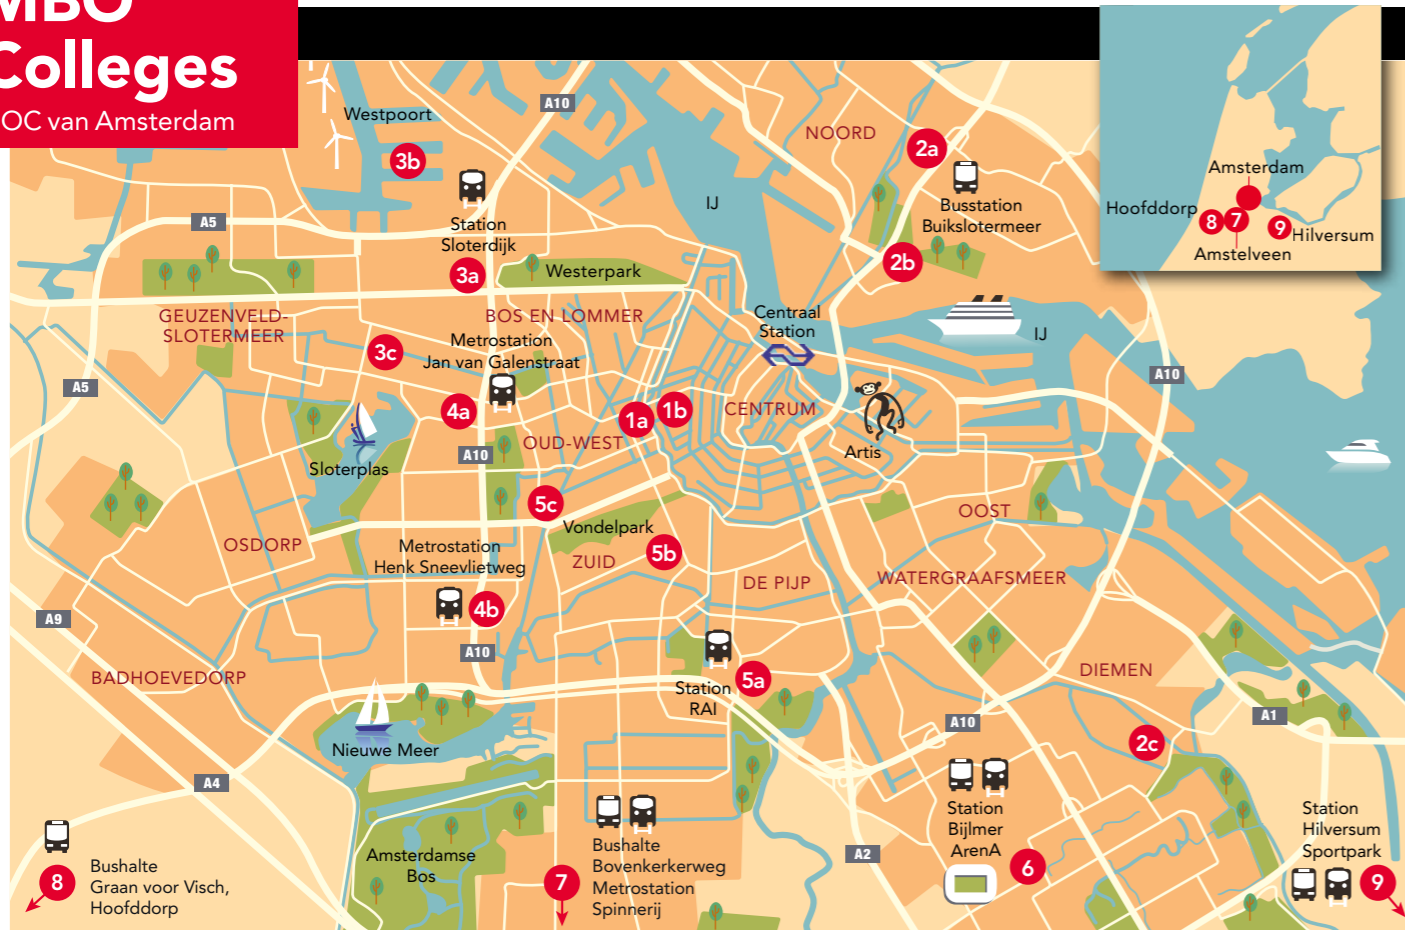 MBO
Colleges
OC van Amsterdam
Westpoort
A10
NOORD
3b
2a
Station
Sloterdijk
Busstation
Buikslotermeer
IJ
A5
3a
Westerpark
2b
Amsterdam
Hoofddorp
8
7
9
Hilversum
Amstelveen
GEUZENVELD-
SLOTERMEER
BOS EN LOMMER
Centraal
Station
IJ
3c
Metrostation
Jan van Galenstraat
A5
A10
4a
1a
1b
CENTRUM
OUD-WEST
A10
Artis
Sloterplas
5c
Vondelpark
OOST
OSDORP
Metrostation
Henk Sneevlietweg
ZUID
5b
DE PIJP
WATERGRAAFSMEER
A9
4b
A10
BADHOEVEDORP
Station
RAI
5a
DIEMEN
A10
A1
Nieuwe Meer
2c
A4
Station
Bijlmer
ArenA
6
A2
Station
Hilversum
Sportpark
9
Bushalte
Graan voor Visch,
Hoofddorp
8
Amsterdamse
Bos
7
Bushalte
Bovenkerkerweg
Metrostation
Spinnerij